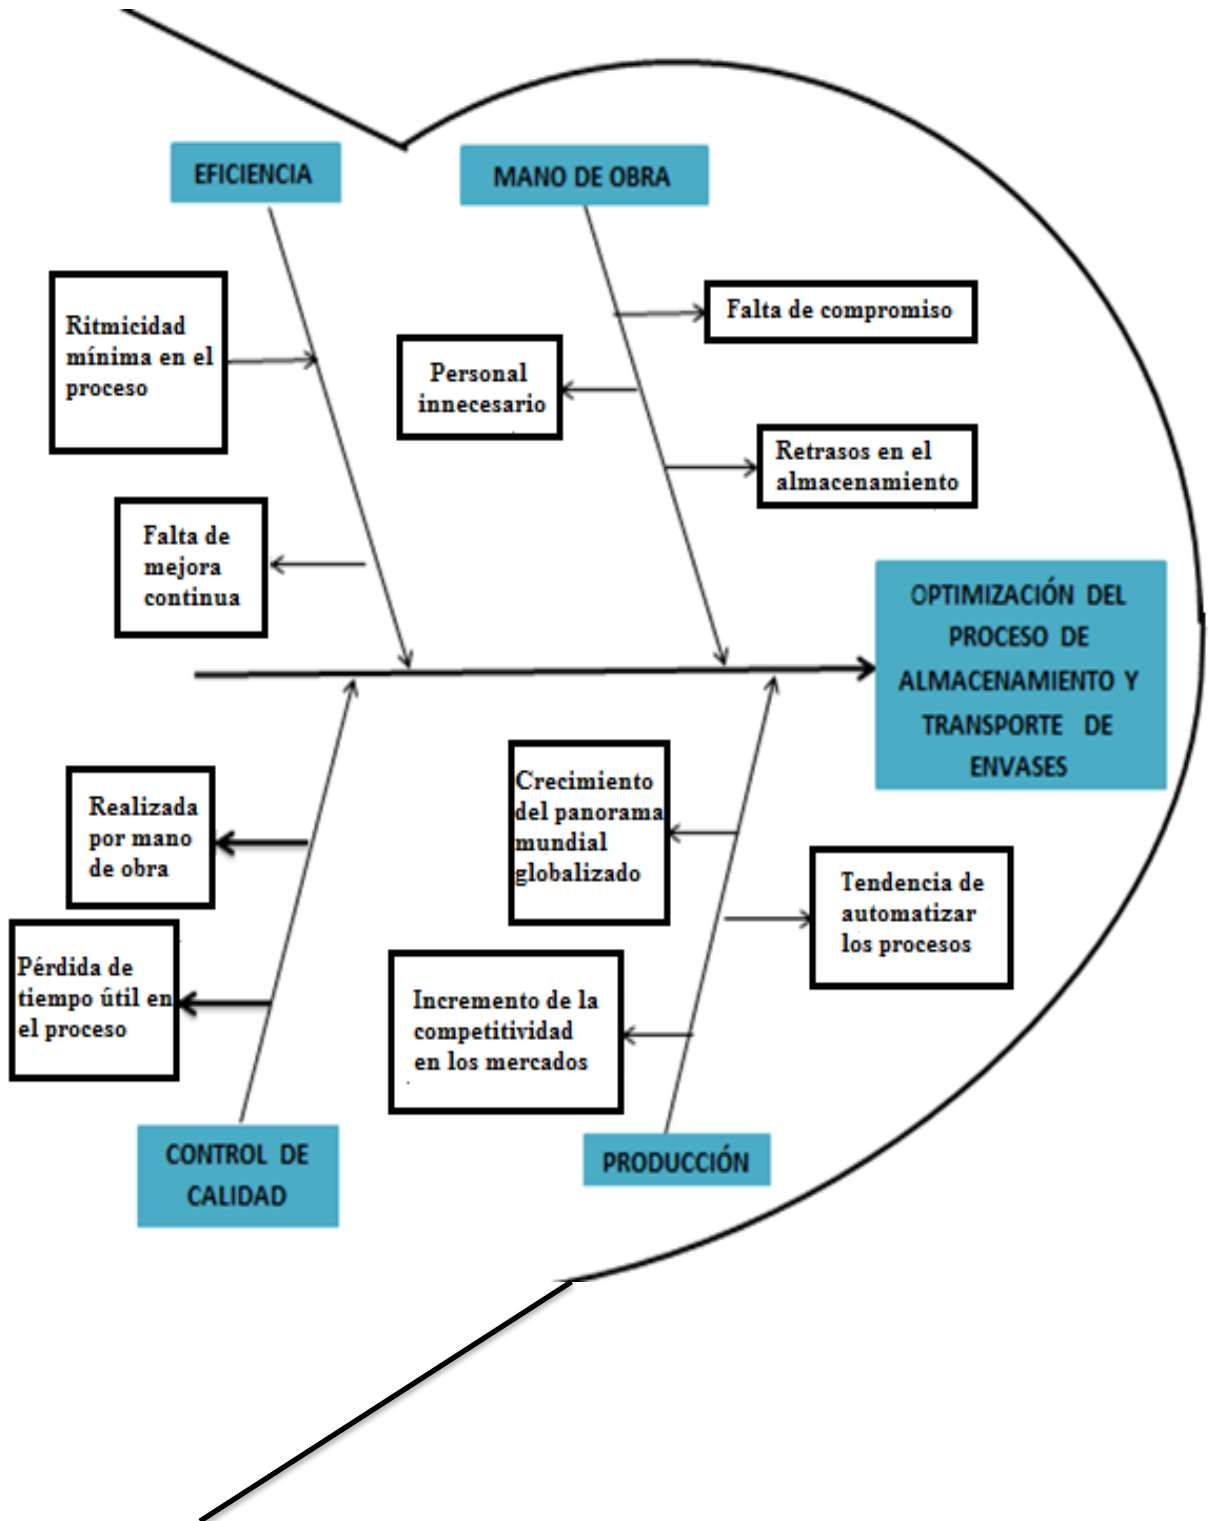 EFICIENCIA
MANO DE OBRA
Ritmicidad
mínima en el
proceso
Falta de compromiso
Personal
innecesario
Retrasos en el
almacenamiento
Falta de
mejora
continua
OPTIMIZACIÓN DEL
PROCESO DE
ALMACENAMIENTO Y
TRANSPORTE DE
ENVASES
Realizada
por mano
de obra
Crecimiento
del panorama
mundial
globalizado
Tendencia de
automatizar
los procesos
Pérdida de
tiempo útil en
el proceso
Incremento de la
competitividad
en los mercados
CONTROL DE
CALIDAD
PRODUCCIÓN